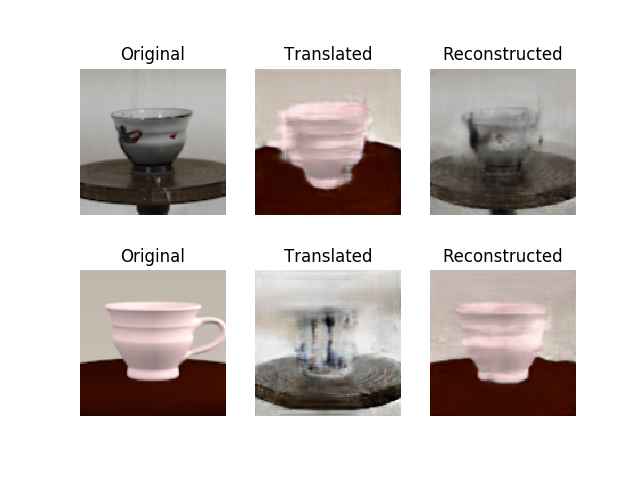 Original
Translated
Reconstructed
Original
Translated
Reconstructed